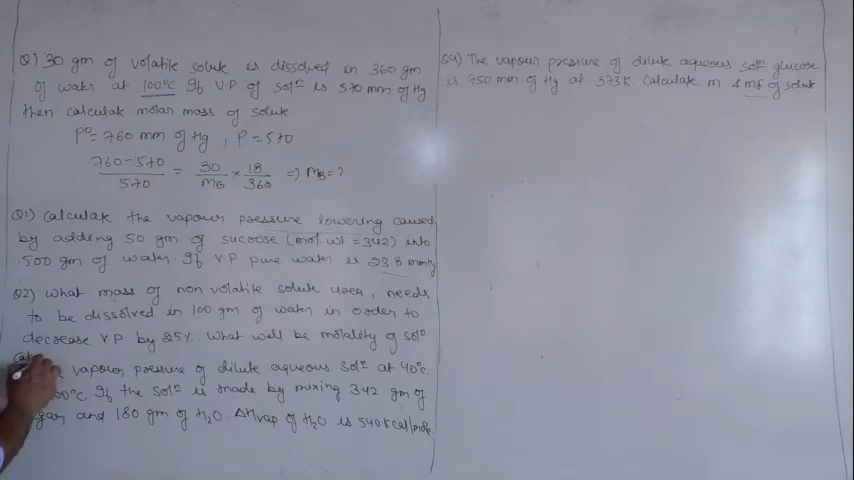 Q) 30 gm of volatile solute is dissolved in 360 gm
of water at 100°C If V.P of solⁿ is 570 mm of Hg
then calculate molar mass of solute
P° = 760 mm of Hg , P = 570
760 - 570 / 570 = 30 / MB × 18 / 360 => MB = ?
Q1) Calculate the vapour pressure lowering caused
by adding 50 gm of sucrose (mol. wt = 342) into
500 gm of water. If V.P pure water is 23.8 mmHg
Q2) What mass of non volatile solute urea, needs
to be dissolved in 100 gm of water in order to
decrease V.P by 25%. What will be molality of solⁿ
vapour pressure of dilute aqueous solⁿ at 40°C.
00°C. If the solⁿ is made by mixing 342 gm of
gar and 180 gm of H₂O. ΔHvap of H₂O is 540 Kcal/mole
Q4) The vapour pressure of dilute aqueous solⁿ glucose
is 750 mm. of Hg at 373 K. Calculate m & mf of solute.